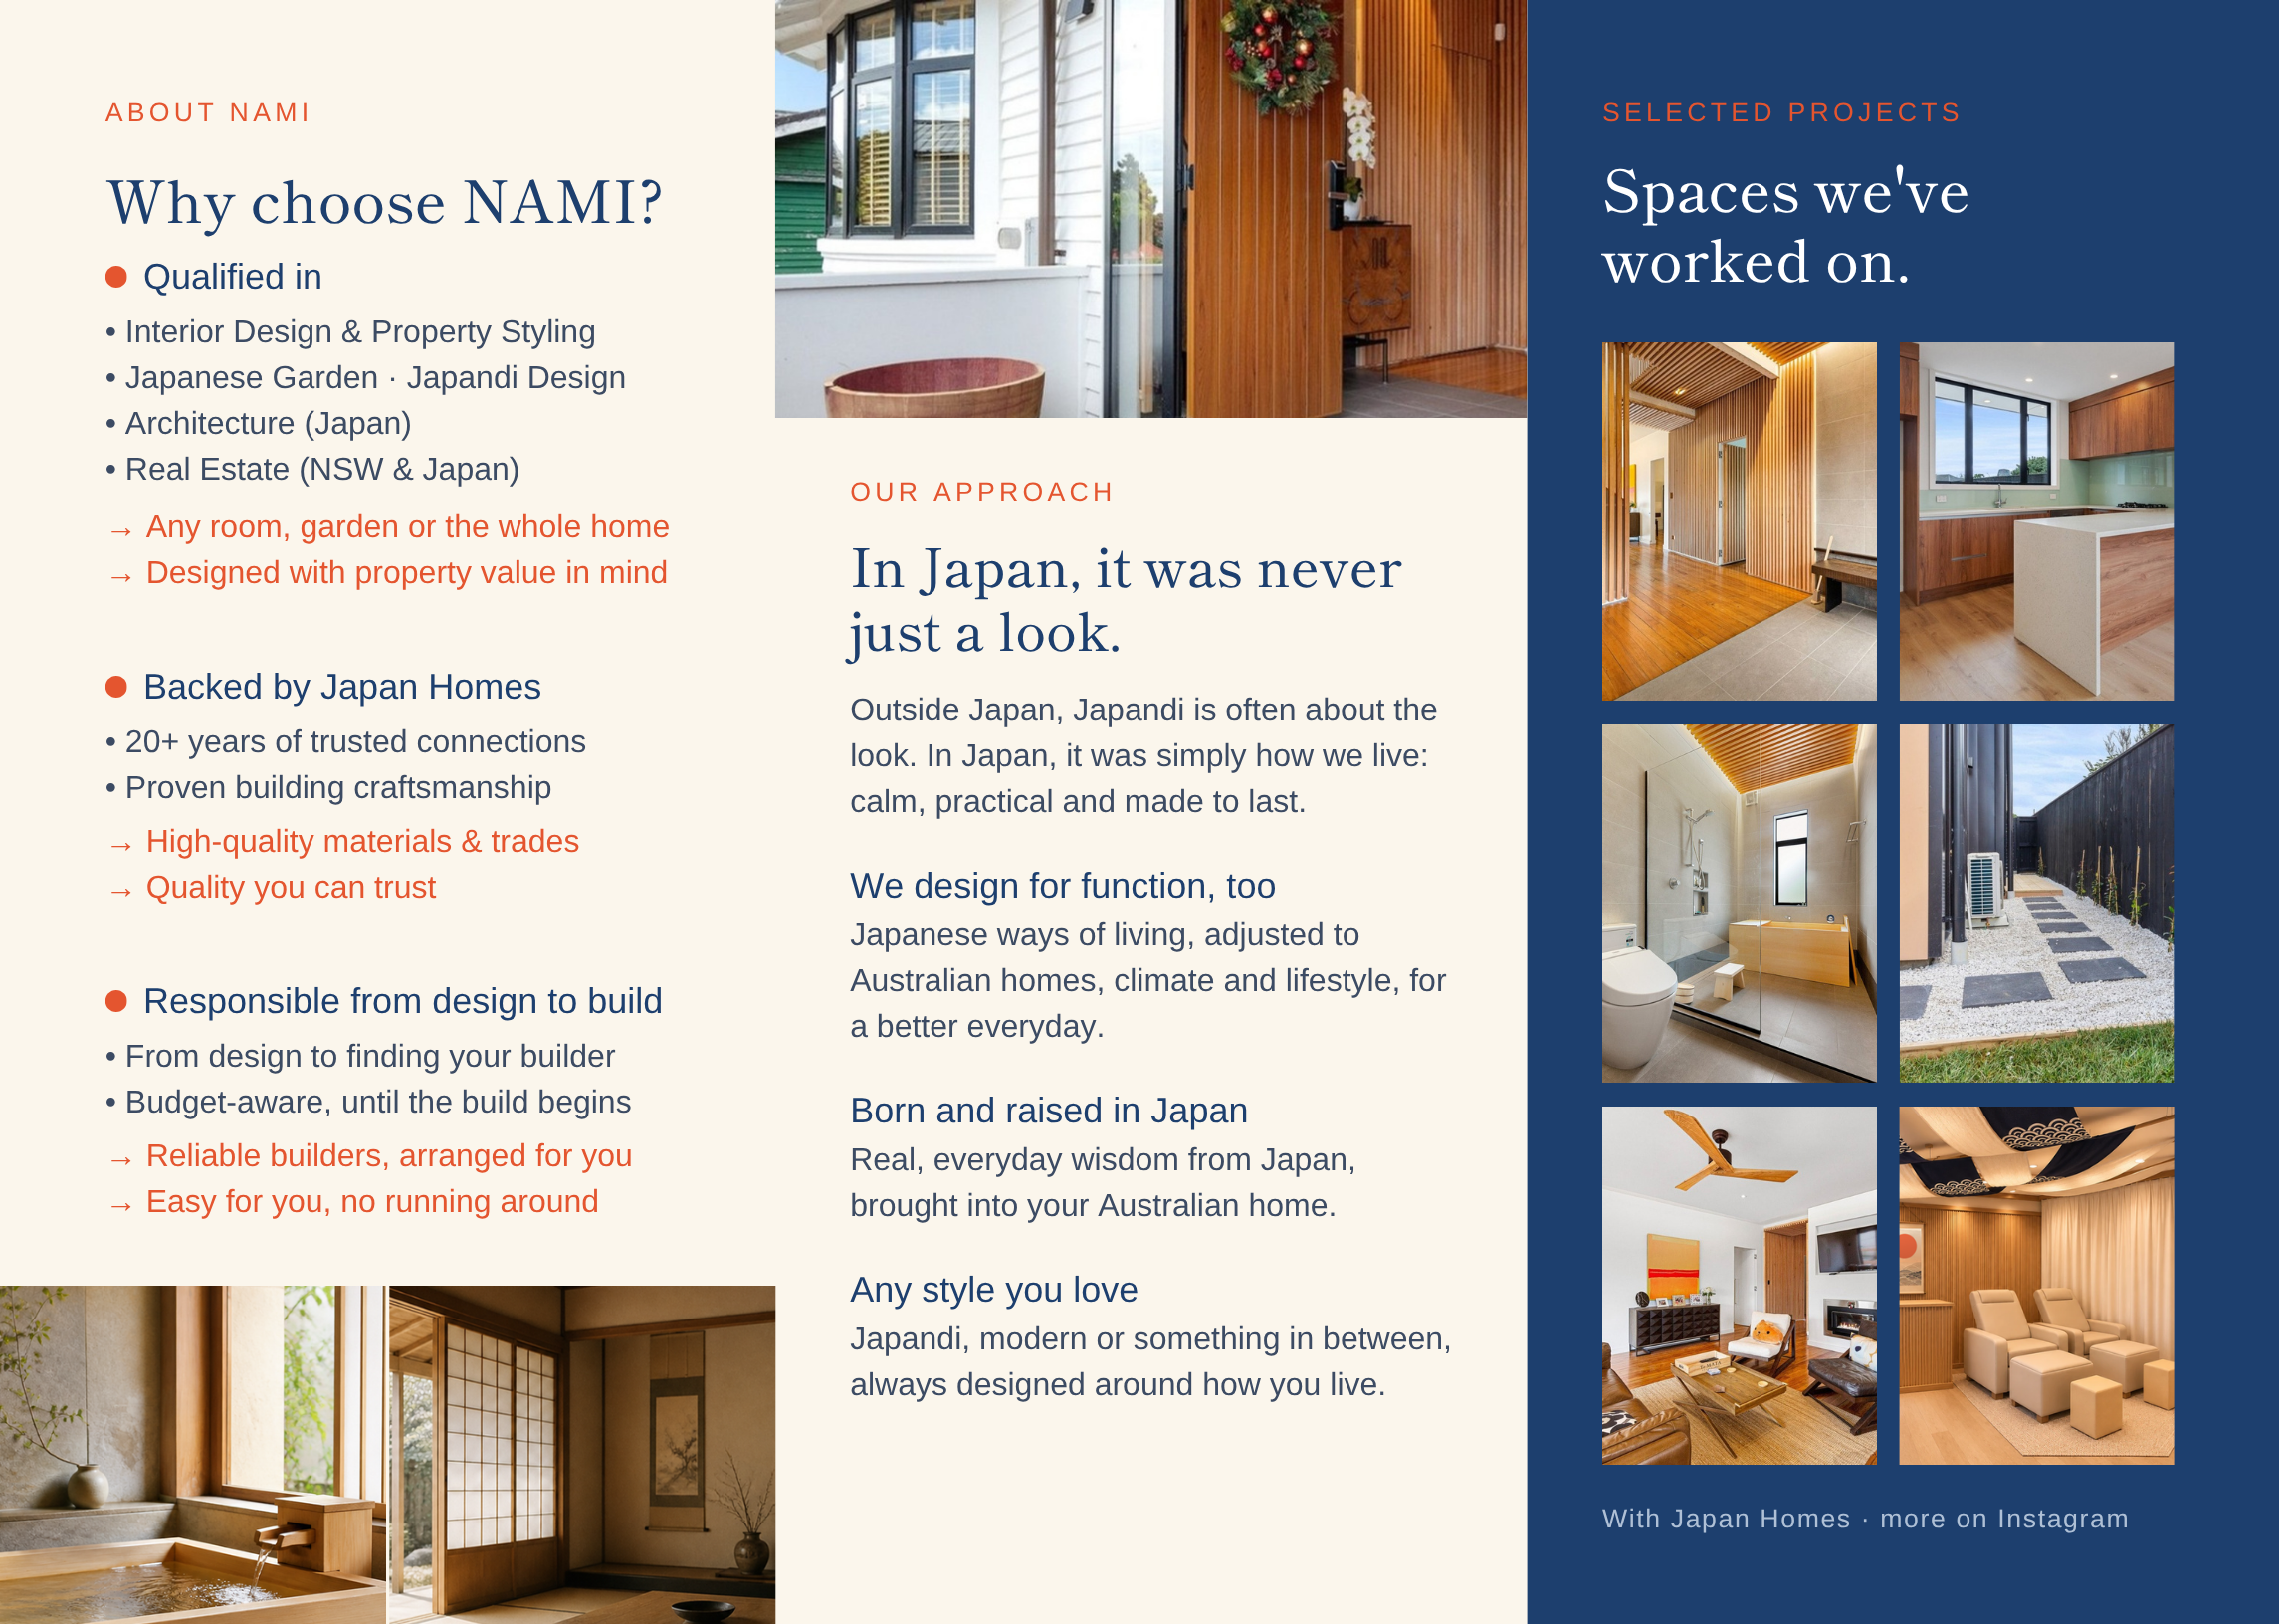 ABOUT NAMI
Why choose NAMI?
Qualified in
• Interior Design & Property Styling
• Japanese Garden · Japandi Design
• Architecture (Japan)
• Real Estate (NSW & Japan)
→ Any room, garden or the whole home
→ Designed with property value in mind
Backed by Japan Homes
• 20+ years of trusted connections
• Proven building craftsmanship
→ High-quality materials & trades
→ Quality you can trust
Responsible from design to build
• From design to finding your builder
• Budget-aware, until the build begins
→ Reliable builders, arranged for you
→ Easy for you, no running around
OUR APPROACH
In Japan, it was never
just a look.
Outside Japan, Japandi is often about the
look. In Japan, it was simply how we live:
calm, practical and made to last.
We design for function, too
Japanese ways of living, adjusted to
Australian homes, climate and lifestyle, for
a better everyday.
Born and raised in Japan
Real, everyday wisdom from Japan,
brought into your Australian home.
Any style you love
Japandi, modern or something in between,
always designed around how you live.
SELECTED PROJECTS
Spaces we've
worked on.
With Japan Homes · more on Instagram